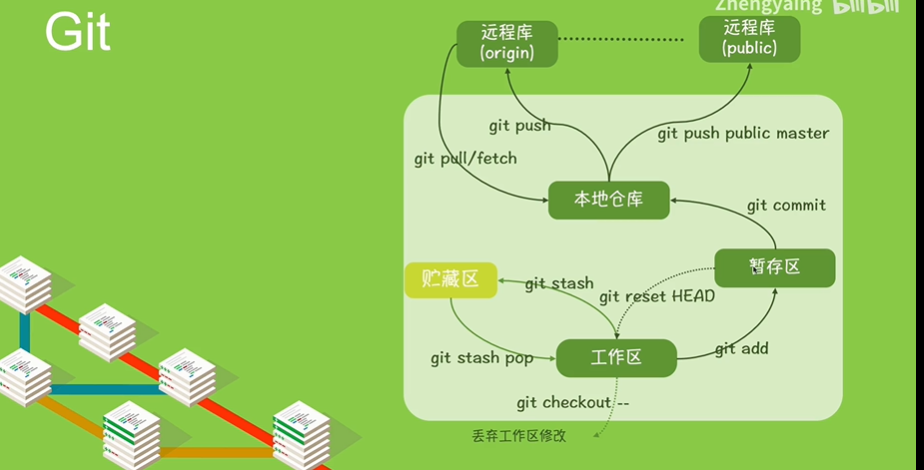 Git
Zhengyaing bilibili
远程库
(origin)
远程库
(public)
git push
git push public master
git pull/fetch
本地仓库
git commit
贮藏区
git stash
git reset HEAD
暂存区
git stash pop
工作区
git add
git checkout --
丢弃工作区修改